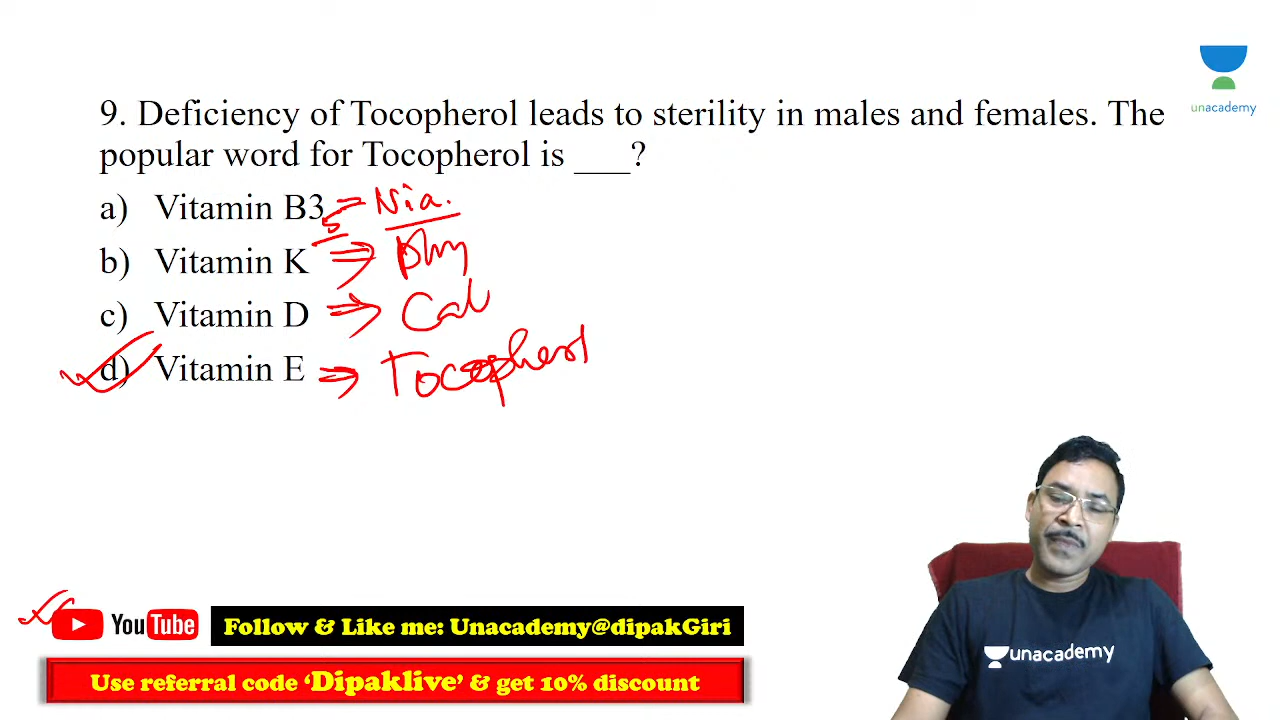 unacademy
9. Deficiency of Tocopherol leads to sterility in males and females. The
popular word for Tocopherol is ___?
a) Vitamin B3 = Nia.
5
b) Vitamin K ⇒ Phy
c) Vitamin D ⇒ Cal
d) Vitamin E ⇒ Tocopherol
unacademy
YouTube Follow & Like me: Unacademy@dipakGiri
Use referral code ‘Dipaklive’ & get 10% discount